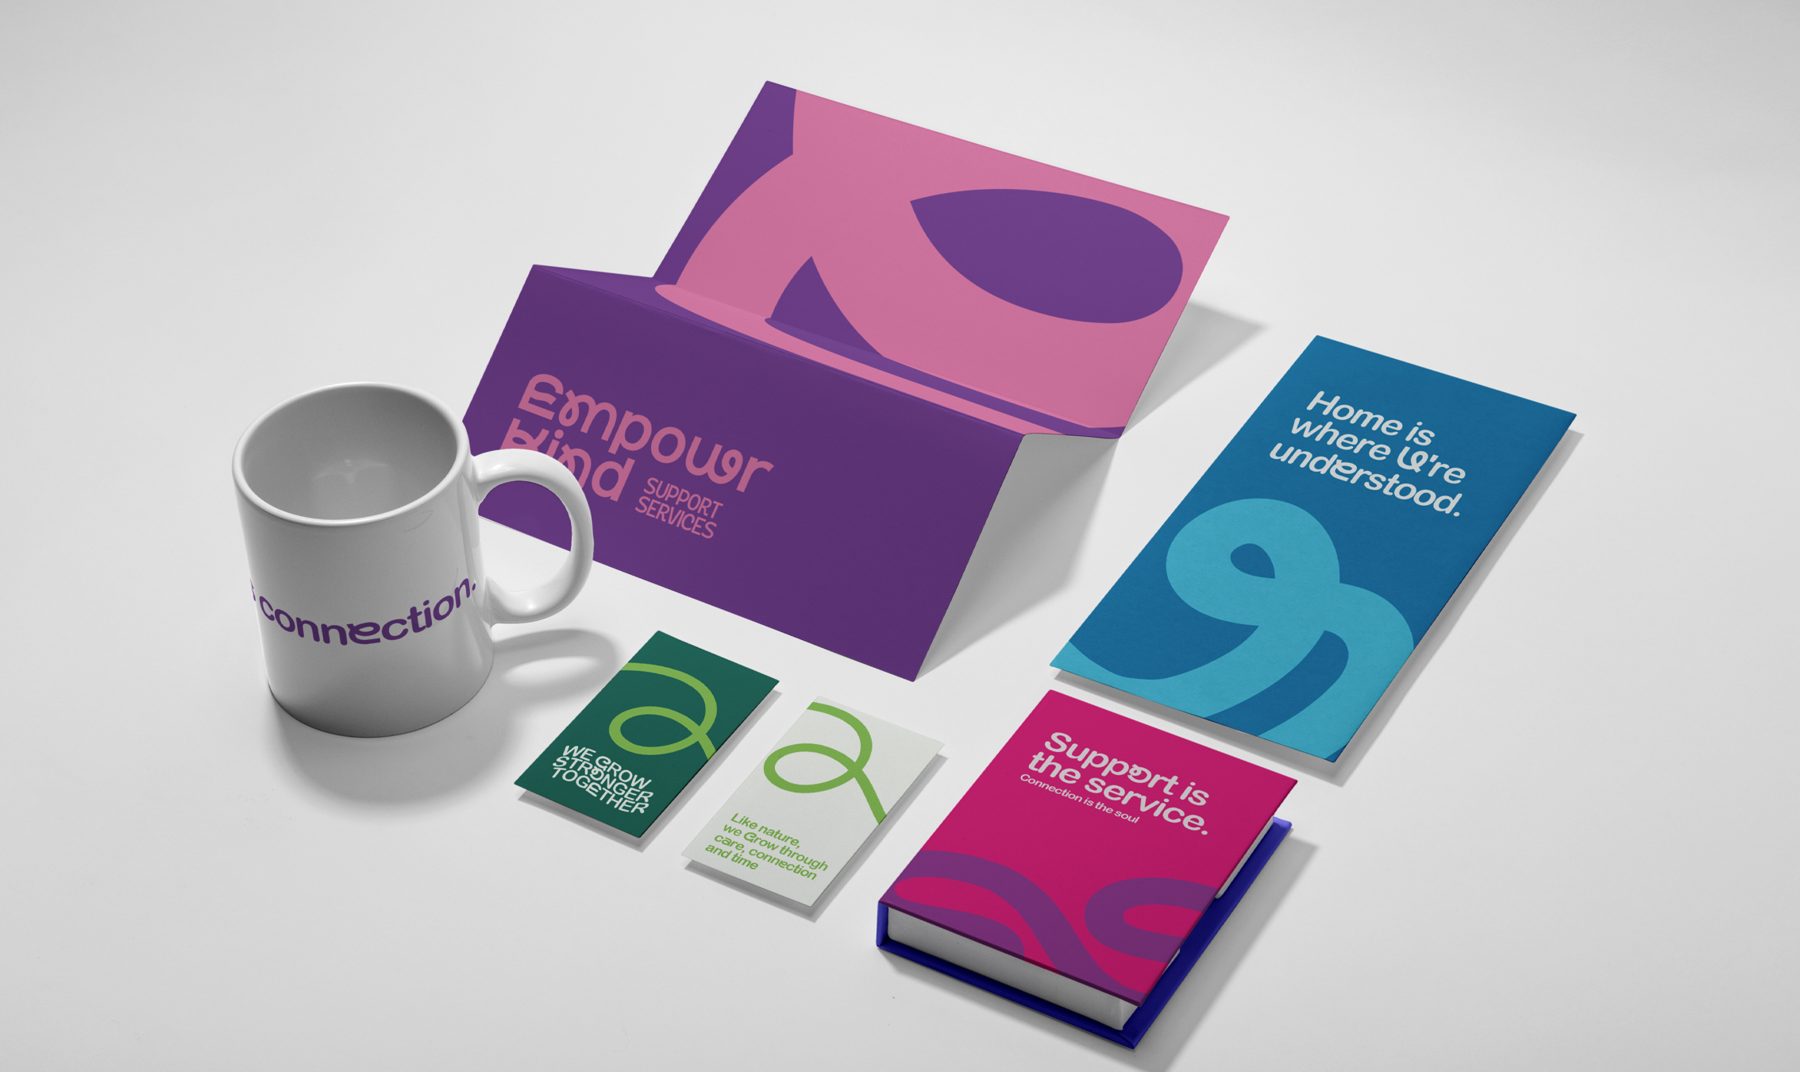 Empower
Kind
SUPPORT
SERVICES
connection.
Home is
where We're
understood.
WE GROW
STRONGER
TOGETHER
Like nature,
we Grow through
care, connection
and time
Support is
the service.
Connection is the soul